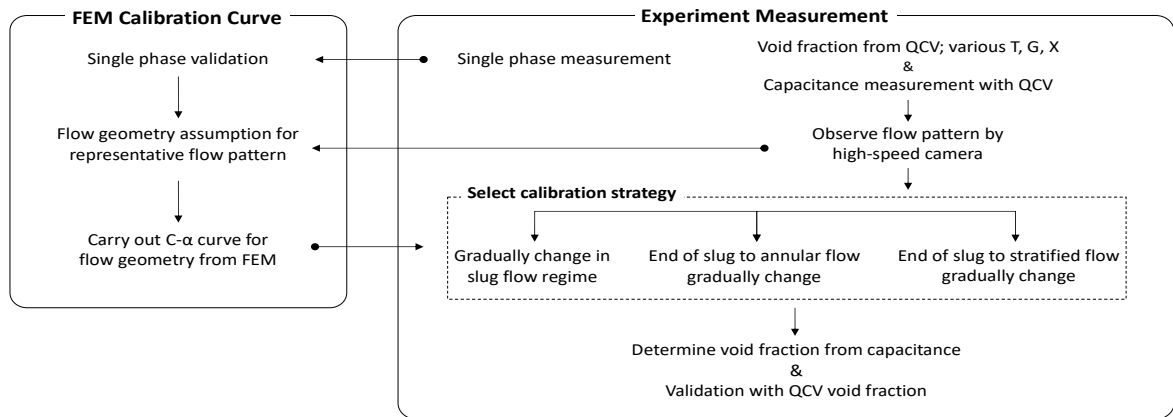 FEM Calibration Curve
Single phase validation
Flow geometry assumption for
representative flow pattern
Carry out C-α curve for
flow geometry from FEM
Experiment Measurement
Single phase measurement
Void fraction from QCV; various T, G, X
&
Capacitance measurement with QCV
Observe flow pattern by
high-speed camera
Select calibration strategy
Gradually change in
slug flow regime
End of slug to annular flow
gradually change
End of slug to stratified flow
gradually change
Determine void fraction from capacitance
&
Validation with QCV void fraction